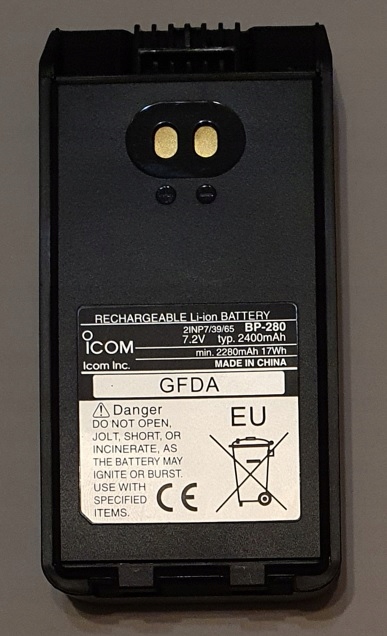 RECHARGEABLE Li-ion BATTERY
2INP7/39/65 BP-280
ICOM 7.2V typ. 2400mAh
min. 2280mAh 17Wh
Icom Inc. MADE IN CHINA
GFDA
Danger
DO NOT OPEN,
JOLT, SHORT, OR
INCINERATE, AS
THE BATTERY MAY
IGNITE OR BURST.
USE WITH
SPECIFIED
ITEMS.
CE
EU